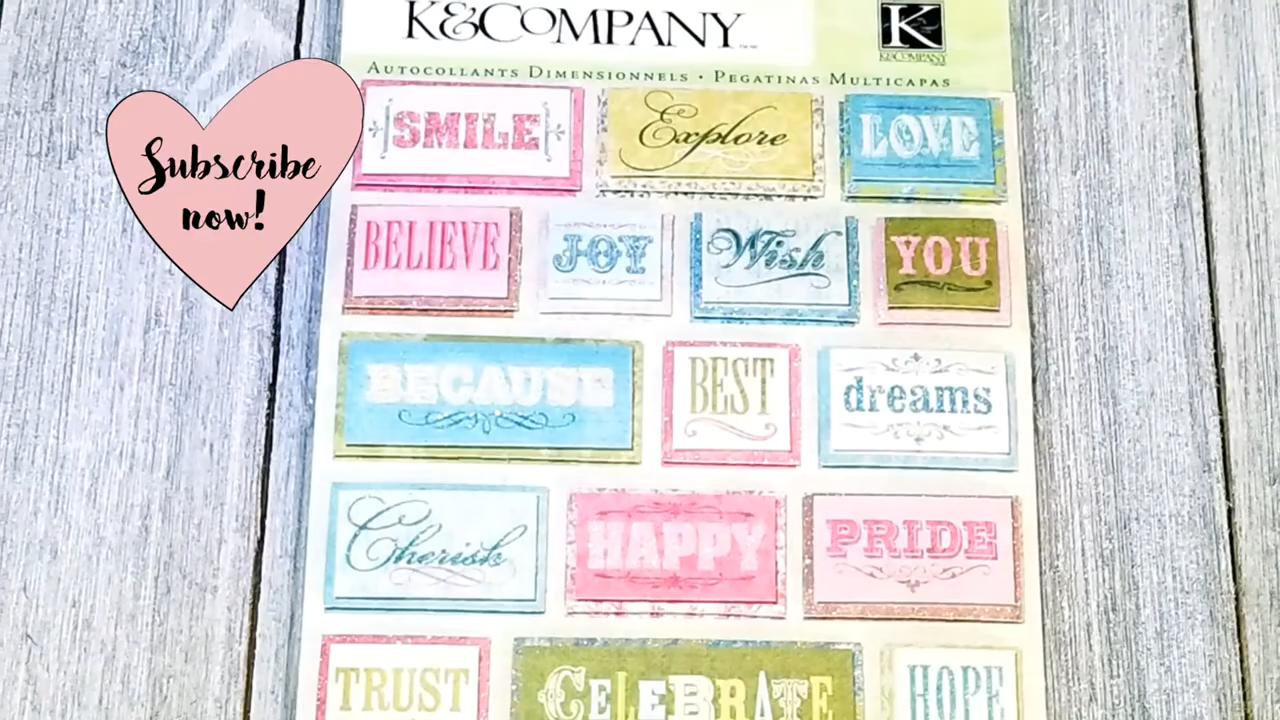 K&COMPANY
K
K&COMPANY
AUTOCOLLANTS DIMENSIONNELS • PEGATINAS MULTICAPAS
SMILE Explore LOVE
Subscribe
now!
BELIEVE JOY Wish YOU
BECAUSE BEST dreams
Cherish HAPPY PRIDE
TRUST CELEBRATE HOPE